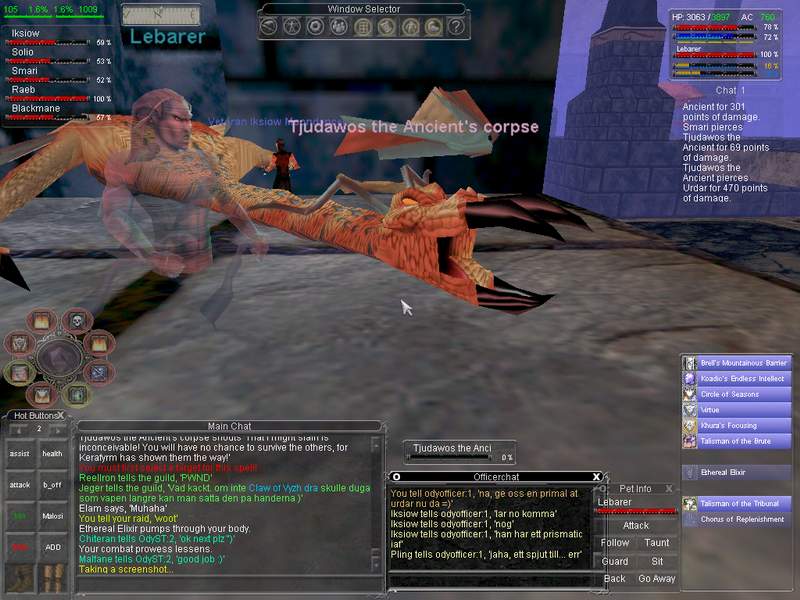 105 1.6% 1.6% 1009
Iksiow
59 %
Solio
53 %
Smari
52 %
Raeb
100 %
Blackmane
67 %
Lebarer
Window Selector
HP: 3063 / 3897 AC 760
78 %
72 %
Lebarer
100 %
16 %
Chat 1
Ancient for 301
points of damage.
Smari pierces
Tjudawos the
Ancient for 69 points
of damage.
Tjudawos the
Ancient pierces
Urdar for 470 points
of damage.
Veteran Iksiow
Tjudawos the Ancient's corpse
Hot Buttons X
2
assist health
attack b_off
Malosi
ADD
Main Chat
Tjudawos the Ancient's corpse shouts 'That I might slain is
inconceivable! You will have no chance to survive the others, for
Kerafyrm has shown them the way!'
You must first select a target for this spell!
Reeliron tells the guild, 'PWND'
Jeger tells the guild, 'Vad kackt. om inte Claw of Vyzh dra skulle duga
som vapen langre kan man satta den pa handerna )'
Elam says, 'Muhaha'
You tell your raid, 'woot'
Ethereal Elixir pumps through your body.
Chiteran tells OdyST:2, 'ok next plz")'
Your combat prowess lessens.
Maltane tells OdyST:2, 'good job :)'
Taking a screenshot...
Tjudawos the Anci
0 %
O Officerchat X
You tell odyofficer:1, 'na, ge oss en primal at
urdar nu da =)'
Iksiow tells odyofficer:1, 'lar no komma'
Iksiow tells odyofficer:1, 'nog'
Iksiow tells odyofficer:1, 'nan har ett prismatic
iaf'
Pling tells odyofficer:1, 'jaha, ett spjut till... err'
O Pet Info X
Lebarer
Attack
Follow Taunt
Guard Sit
Back Go Away
Brell's Mountainous Barrier
Koadic's Endless Intellect
Circle of Seasons
Virtue
Khura's Focusing
Talisman of the Brute
Ethereal Elixir
Talisman of the Tribunal
Chorus of Replenishment